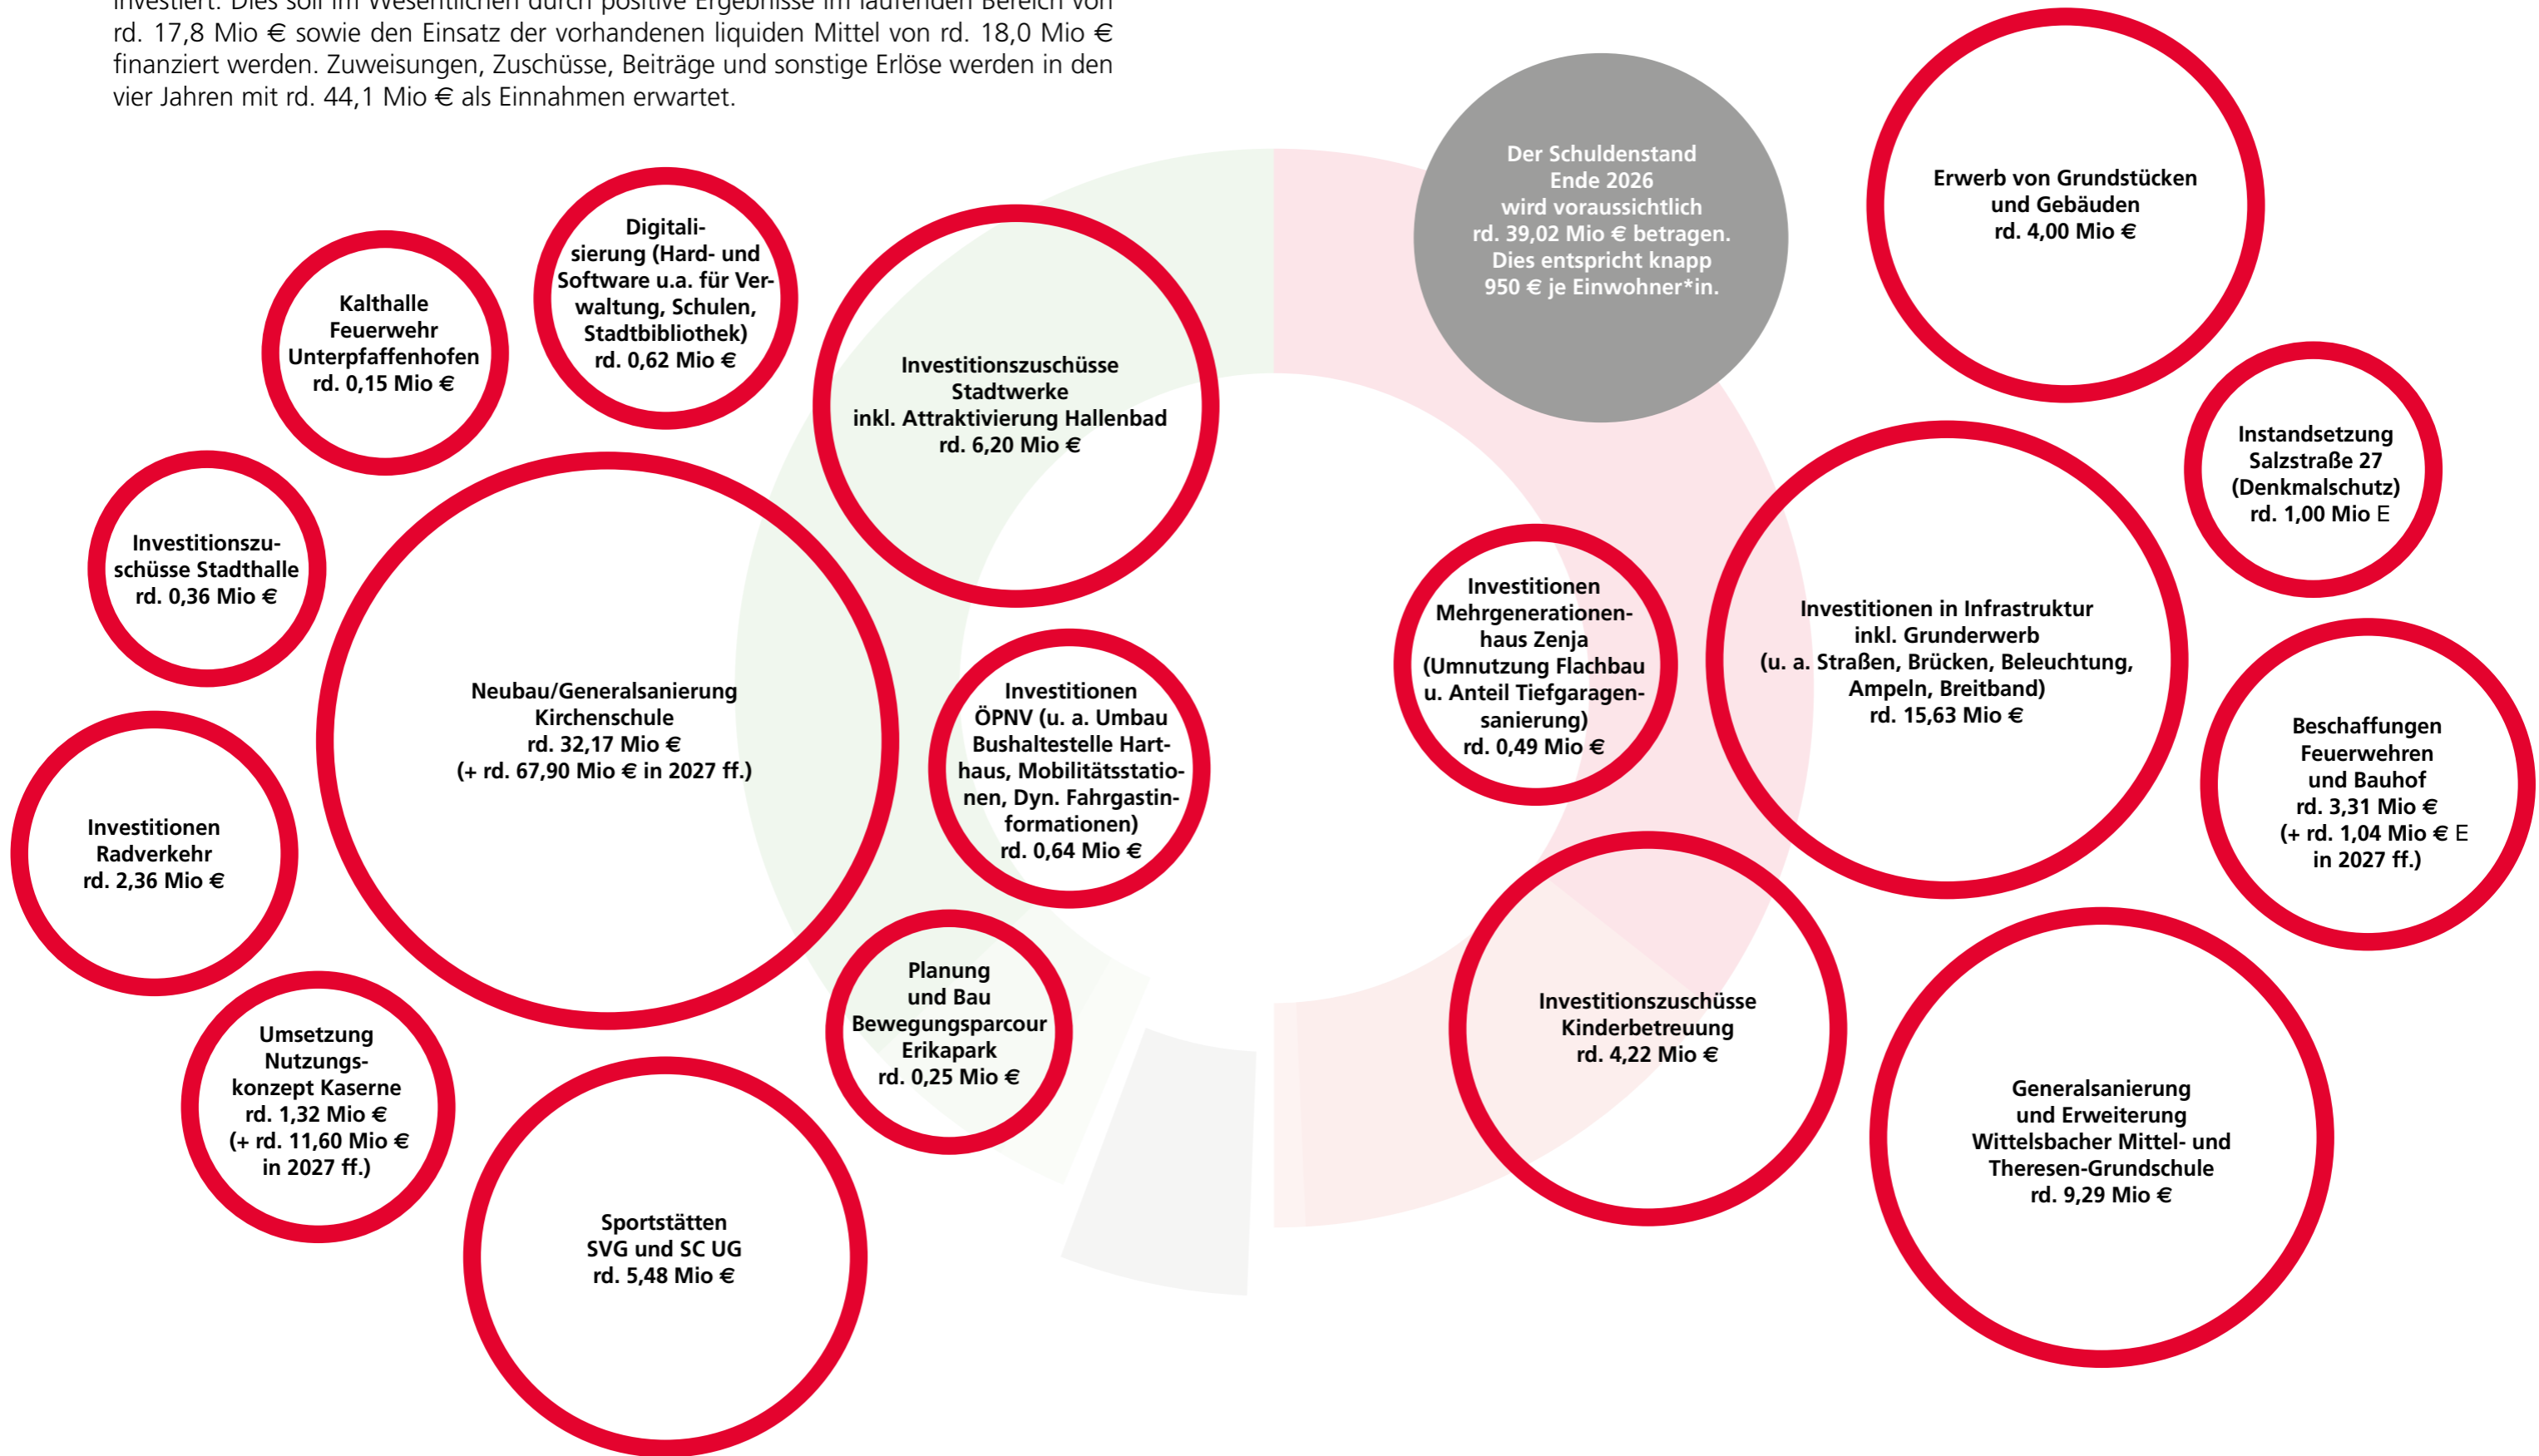 investiert. Dies soll im Wesentlichen durch positive Ergebnisse im laufenden Bereich von
rd. 17,8 Mio € sowie den Einsatz der vorhandenen liquiden Mittel von rd. 18,0 Mio €
finanziert werden. Zuweisungen, Zuschüsse, Beiträge und sonstige Erlöse werden in den
vier Jahren mit rd. 44,1 Mio € als Einnahmen erwartet.
Der Schuldenstand
Ende 2026
wird voraussichtlich
rd. 39,02 Mio € betragen.
Dies entspricht knapp
950 € je Einwohner*in.
Erwerb von Grundstücken
und Gebäuden
rd. 4,00 Mio €
Digitali-
sierung (Hard- und
Software u.a. für Ver-
waltung, Schulen,
Stadtbibliothek)
rd. 0,62 Mio €
Kalthalle
Feuerwehr
Unterpfaffenhofen
rd. 0,15 Mio €
Investitionszuschüsse
Stadtwerke
inkl. Attraktivierung Hallenbad
rd. 6,20 Mio €
Instandsetzung
Salzstraße 27
(Denkmalschutz)
rd. 1,00 Mio E
Investitionszu-
schüsse Stadthalle
rd. 0,36 Mio €
Investitionen
Mehrgenerationen-
haus Zenja
(Umnutzung Flachbau
u. Anteil Tiefgaragen-
sanierung)
rd. 0,49 Mio €
Investitionen in Infrastruktur
inkl. Grunderwerb
(u. a. Straßen, Brücken, Beleuchtung,
Ampeln, Breitband)
rd. 15,63 Mio €
Neubau/Generalsanierung
Kirchenschule
rd. 32,17 Mio €
(+ rd. 67,90 Mio € in 2027 ff.)
Investitionen
ÖPNV (u. a. Umbau
Bushaltestelle Hart-
haus, Mobilitätsstatio-
nen, Dyn. Fahrgastin-
formationen)
rd. 0,64 Mio €
Beschaffungen
Feuerwehren
und Bauhof
rd. 3,31 Mio €
(+ rd. 1,04 Mio € E
in 2027 ff.)
Investitionen
Radverkehr
rd. 2,36 Mio €
Planung
und Bau
Bewegungsparcour
Erikapark
rd. 0,25 Mio €
Investitionszuschüsse
Kinderbetreuung
rd. 4,22 Mio €
Umsetzung
Nutzungs-
konzept Kaserne
rd. 1,32 Mio €
(+ rd. 11,60 Mio €
in 2027 ff.)
Generalsanierung
und Erweiterung
Wittelsbacher Mittel- und
Theresen-Grundschule
rd. 9,29 Mio €
Sportstätten
SVG und SC UG
rd. 5,48 Mio €